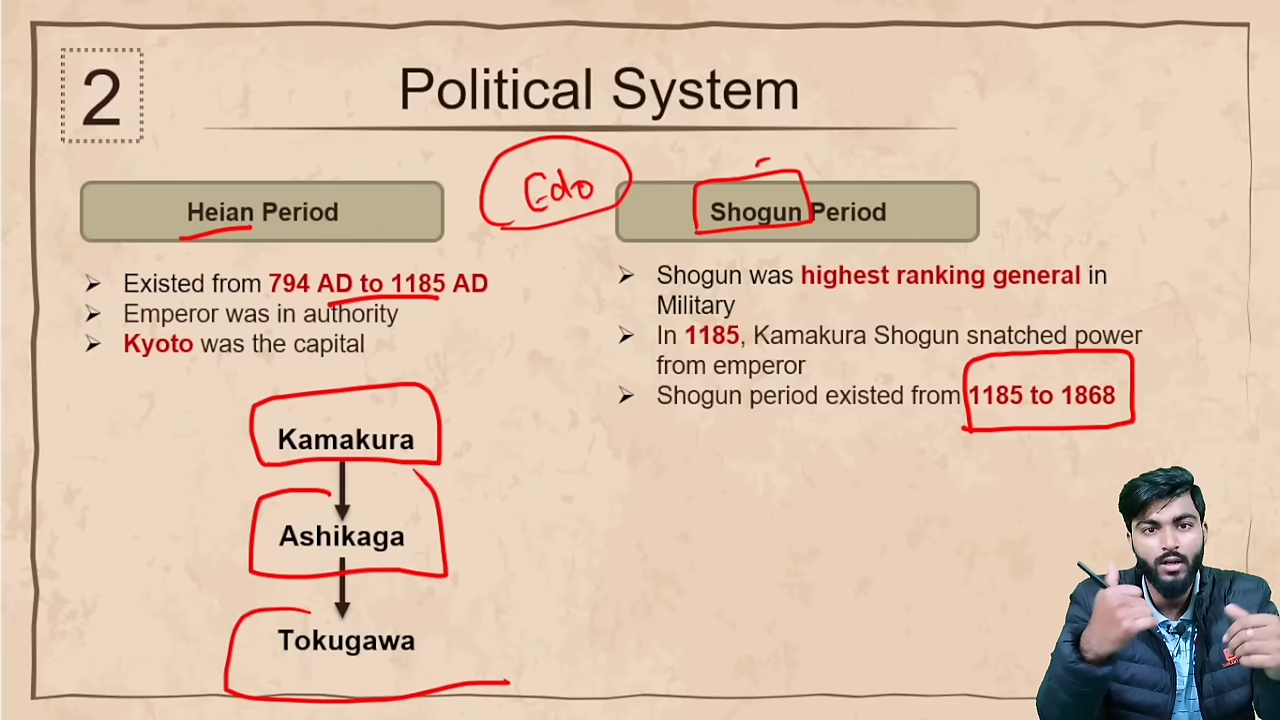 2
Political System
Edo
Heian Period
➢ Existed from 794 AD to 1185 AD
➢ Emperor was in authority
➢ Kyoto was the capital
Kamakura
Ashikaga
Tokugawa
Shogun Period
➢ Shogun was highest ranking general in
Military
➢ In 1185, Kamakura Shogun snatched power
from emperor
➢ Shogun period existed from 1185 to 1868